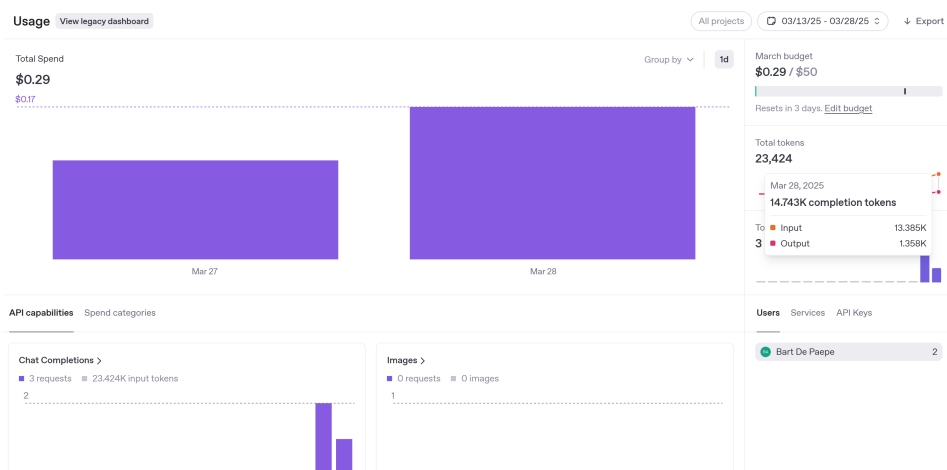 Usage View legacy dashboard All projects 03/13/25 - 03/28/25 Export
Total Spend
Group by 1d
$0.29
$0.17
Mar 27 Mar 28
March budget
$0.29 / $50
Resets in 3 days. Edit budget
Total tokens
23,424
Mar 28, 2025
14.743K completion tokens
Input 13.385K
Output 1.358K
To
3
API capabilities Spend categories
Chat Completions
3 requests 23.424K input tokens
2
Images
0 requests 0 images
1
Users Services API Keys
Bart De Paepe 2